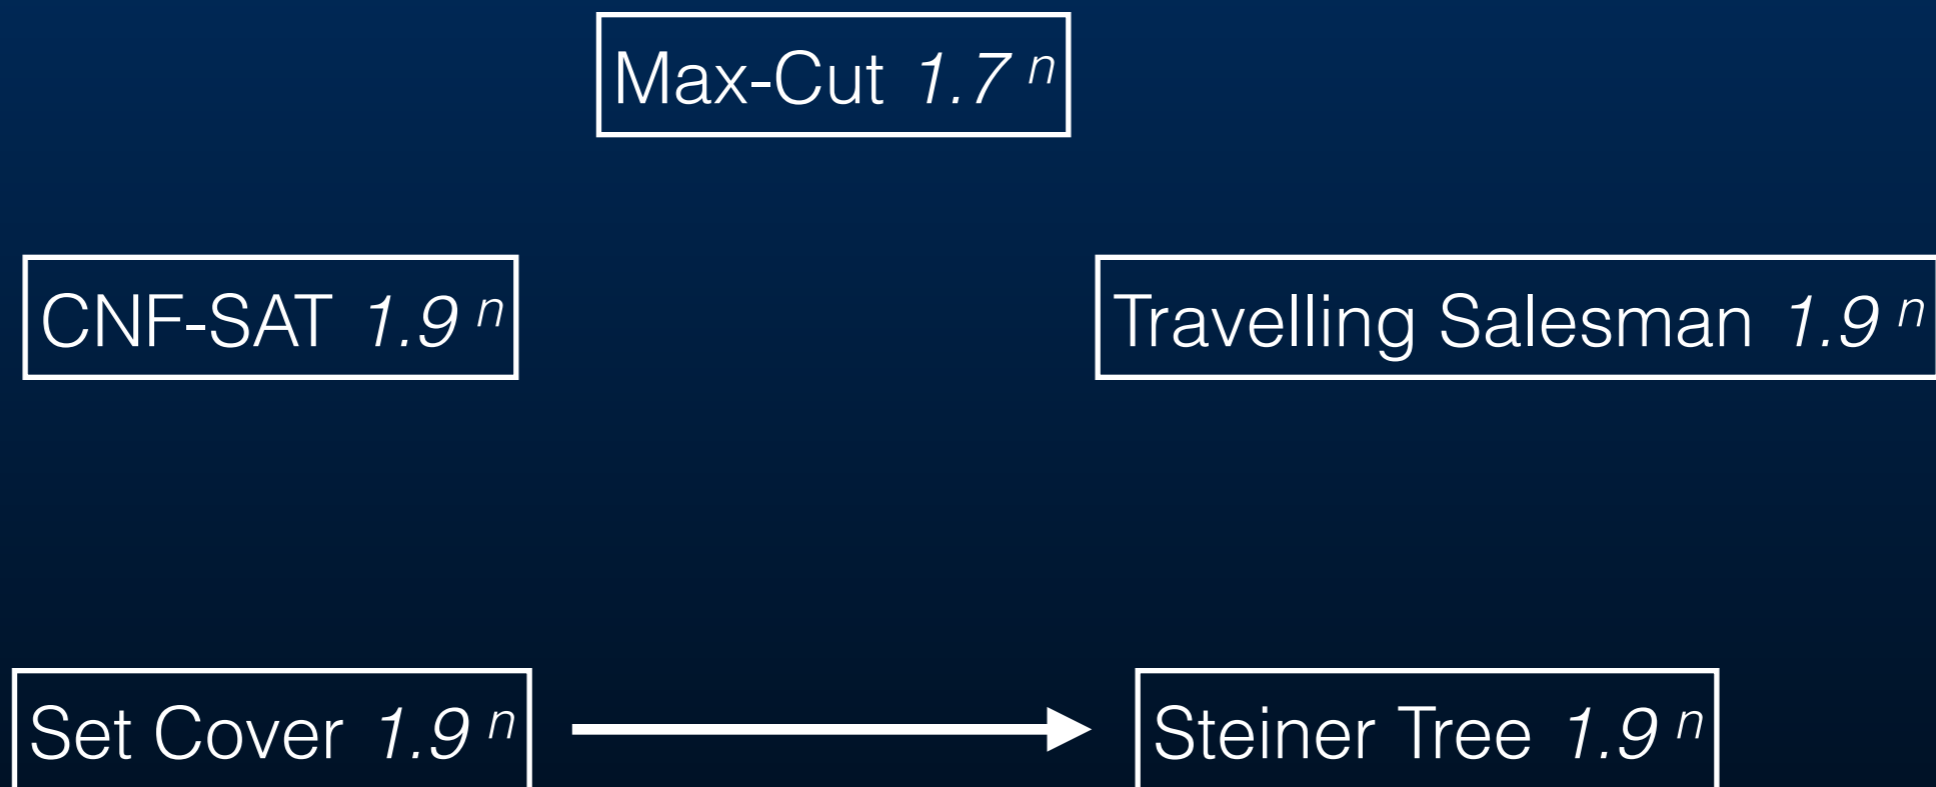 Max-Cut 1.7 ⁿ
CNF-SAT 1.9 ⁿ
Travelling Salesman 1.9 ⁿ
Set Cover 1.9 ⁿ
Steiner Tree 1.9 ⁿ